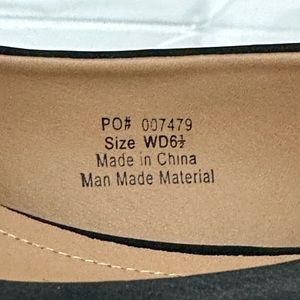 PO# 007479
Size WD6½
Made in China
Man Made Material